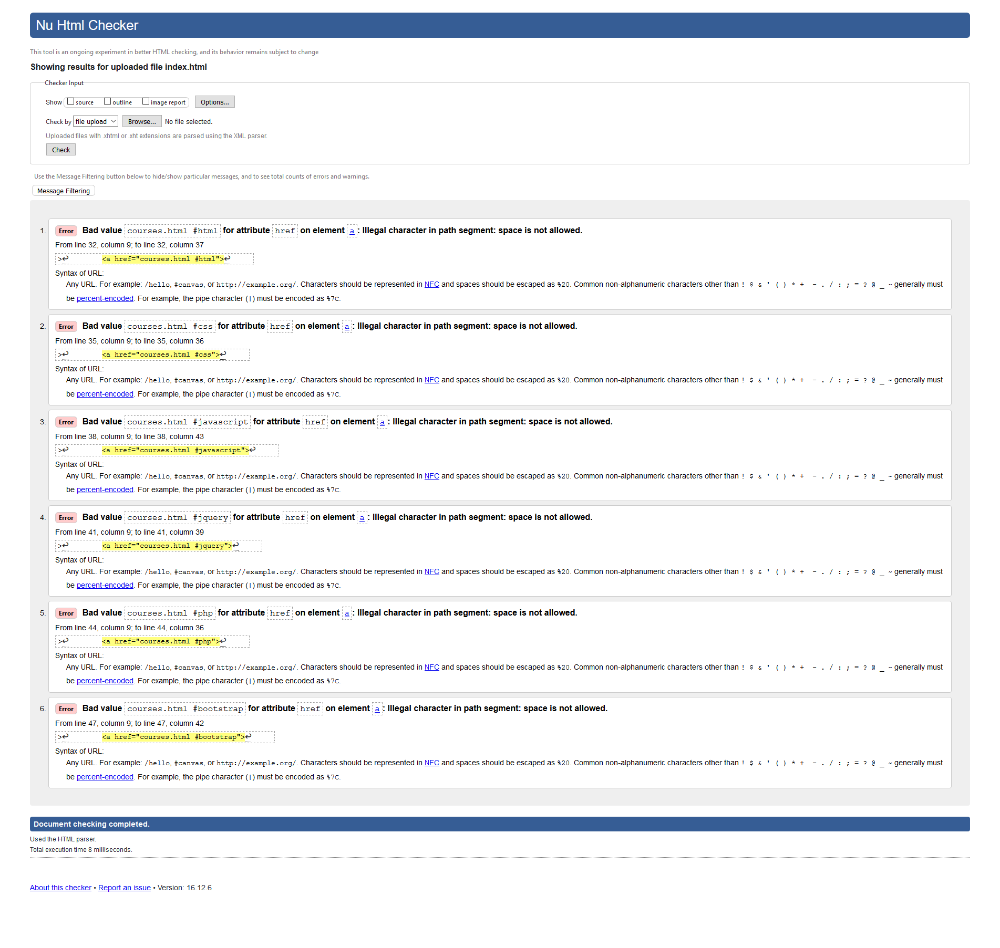 Nu Html Checker
This tool is an ongoing experiment in better HTML checking, and its behavior remains subject to change
Showing results for uploaded file index.html
Checker Input
Show source outline image report Options...
Check by file upload Browse... No file selected.
Uploaded files with .xhtml or .xht extensions are parsed using the XML parser.
Check
Use the Message Filtering button below to hide/show particular messages, and to see total counts of errors and warnings.
Message Filtering
1. Error Bad value courses.html #html for attribute href on element a: Illegal character in path segment: space is not allowed.
From line 32, column 9; to line 32, column 37
>↩ <a href="courses.html #html">↩
Syntax of URL:
Any URL. For example: /hello, #canvas, or http://example.org/. Characters should be represented in NFC and spaces should be escaped as %20. Common non-alphanumeric characters other than ! $ & ' ( ) * + - . / : ; = ? @ _ ~ generally must
be percent-encoded. For example, the pipe character (|) must be encoded as %7C.
2. Error Bad value courses.html #css for attribute href on element a: Illegal character in path segment: space is not allowed.
From line 35, column 9; to line 35, column 36
>↩ <a href="courses.html #css">↩
Syntax of URL:
Any URL. For example: /hello, #canvas, or http://example.org/. Characters should be represented in NFC and spaces should be escaped as %20. Common non-alphanumeric characters other than ! $ & ' ( ) * + - . / : ; = ? @ _ ~ generally must
be percent-encoded. For example, the pipe character (|) must be encoded as %7C.
3. Error Bad value courses.html #javascript for attribute href on element a: Illegal character in path segment: space is not allowed.
From line 38, column 9; to line 38, column 43
>↩ <a href="courses.html #javascript">↩
Syntax of URL:
Any URL. For example: /hello, #canvas, or http://example.org/. Characters should be represented in NFC and spaces should be escaped as %20. Common non-alphanumeric characters other than ! $ & ' ( ) * + - . / : ; = ? @ _ ~ generally must
be percent-encoded. For example, the pipe character (|) must be encoded as %7C.
4. Error Bad value courses.html #jquery for attribute href on element a: Illegal character in path segment: space is not allowed.
From line 41, column 9; to line 41, column 39
>↩ <a href="courses.html #jquery">↩
Syntax of URL:
Any URL. For example: /hello, #canvas, or http://example.org/. Characters should be represented in NFC and spaces should be escaped as %20. Common non-alphanumeric characters other than ! $ & ' ( ) * + - . / : ; = ? @ _ ~ generally must
be percent-encoded. For example, the pipe character (|) must be encoded as %7C.
5. Error Bad value courses.html #php for attribute href on element a: Illegal character in path segment: space is not allowed.
From line 44, column 9; to line 44, column 36
>↩ <a href="courses.html #php">↩
Syntax of URL:
Any URL. For example: /hello, #canvas, or http://example.org/. Characters should be represented in NFC and spaces should be escaped as %20. Common non-alphanumeric characters other than ! $ & ' ( ) * + - . / : ; = ? @ _ ~ generally must
be percent-encoded. For example, the pipe character (|) must be encoded as %7C.
6. Error Bad value courses.html #bootstrap for attribute href on element a: Illegal character in path segment: space is not allowed.
From line 47, column 9; to line 47, column 42
>↩ <a href="courses.html #bootstrap">↩
Syntax of URL:
Any URL. For example: /hello, #canvas, or http://example.org/. Characters should be represented in NFC and spaces should be escaped as %20. Common non-alphanumeric characters other than ! $ & ' ( ) * + - . / : ; = ? @ _ ~ generally must
be percent-encoded. For example, the pipe character (|) must be encoded as %7C.
Document checking completed.
Used the HTML parser.
Total execution time 8 milliseconds.
About this checker • Report an issue • Version: 16.12.6